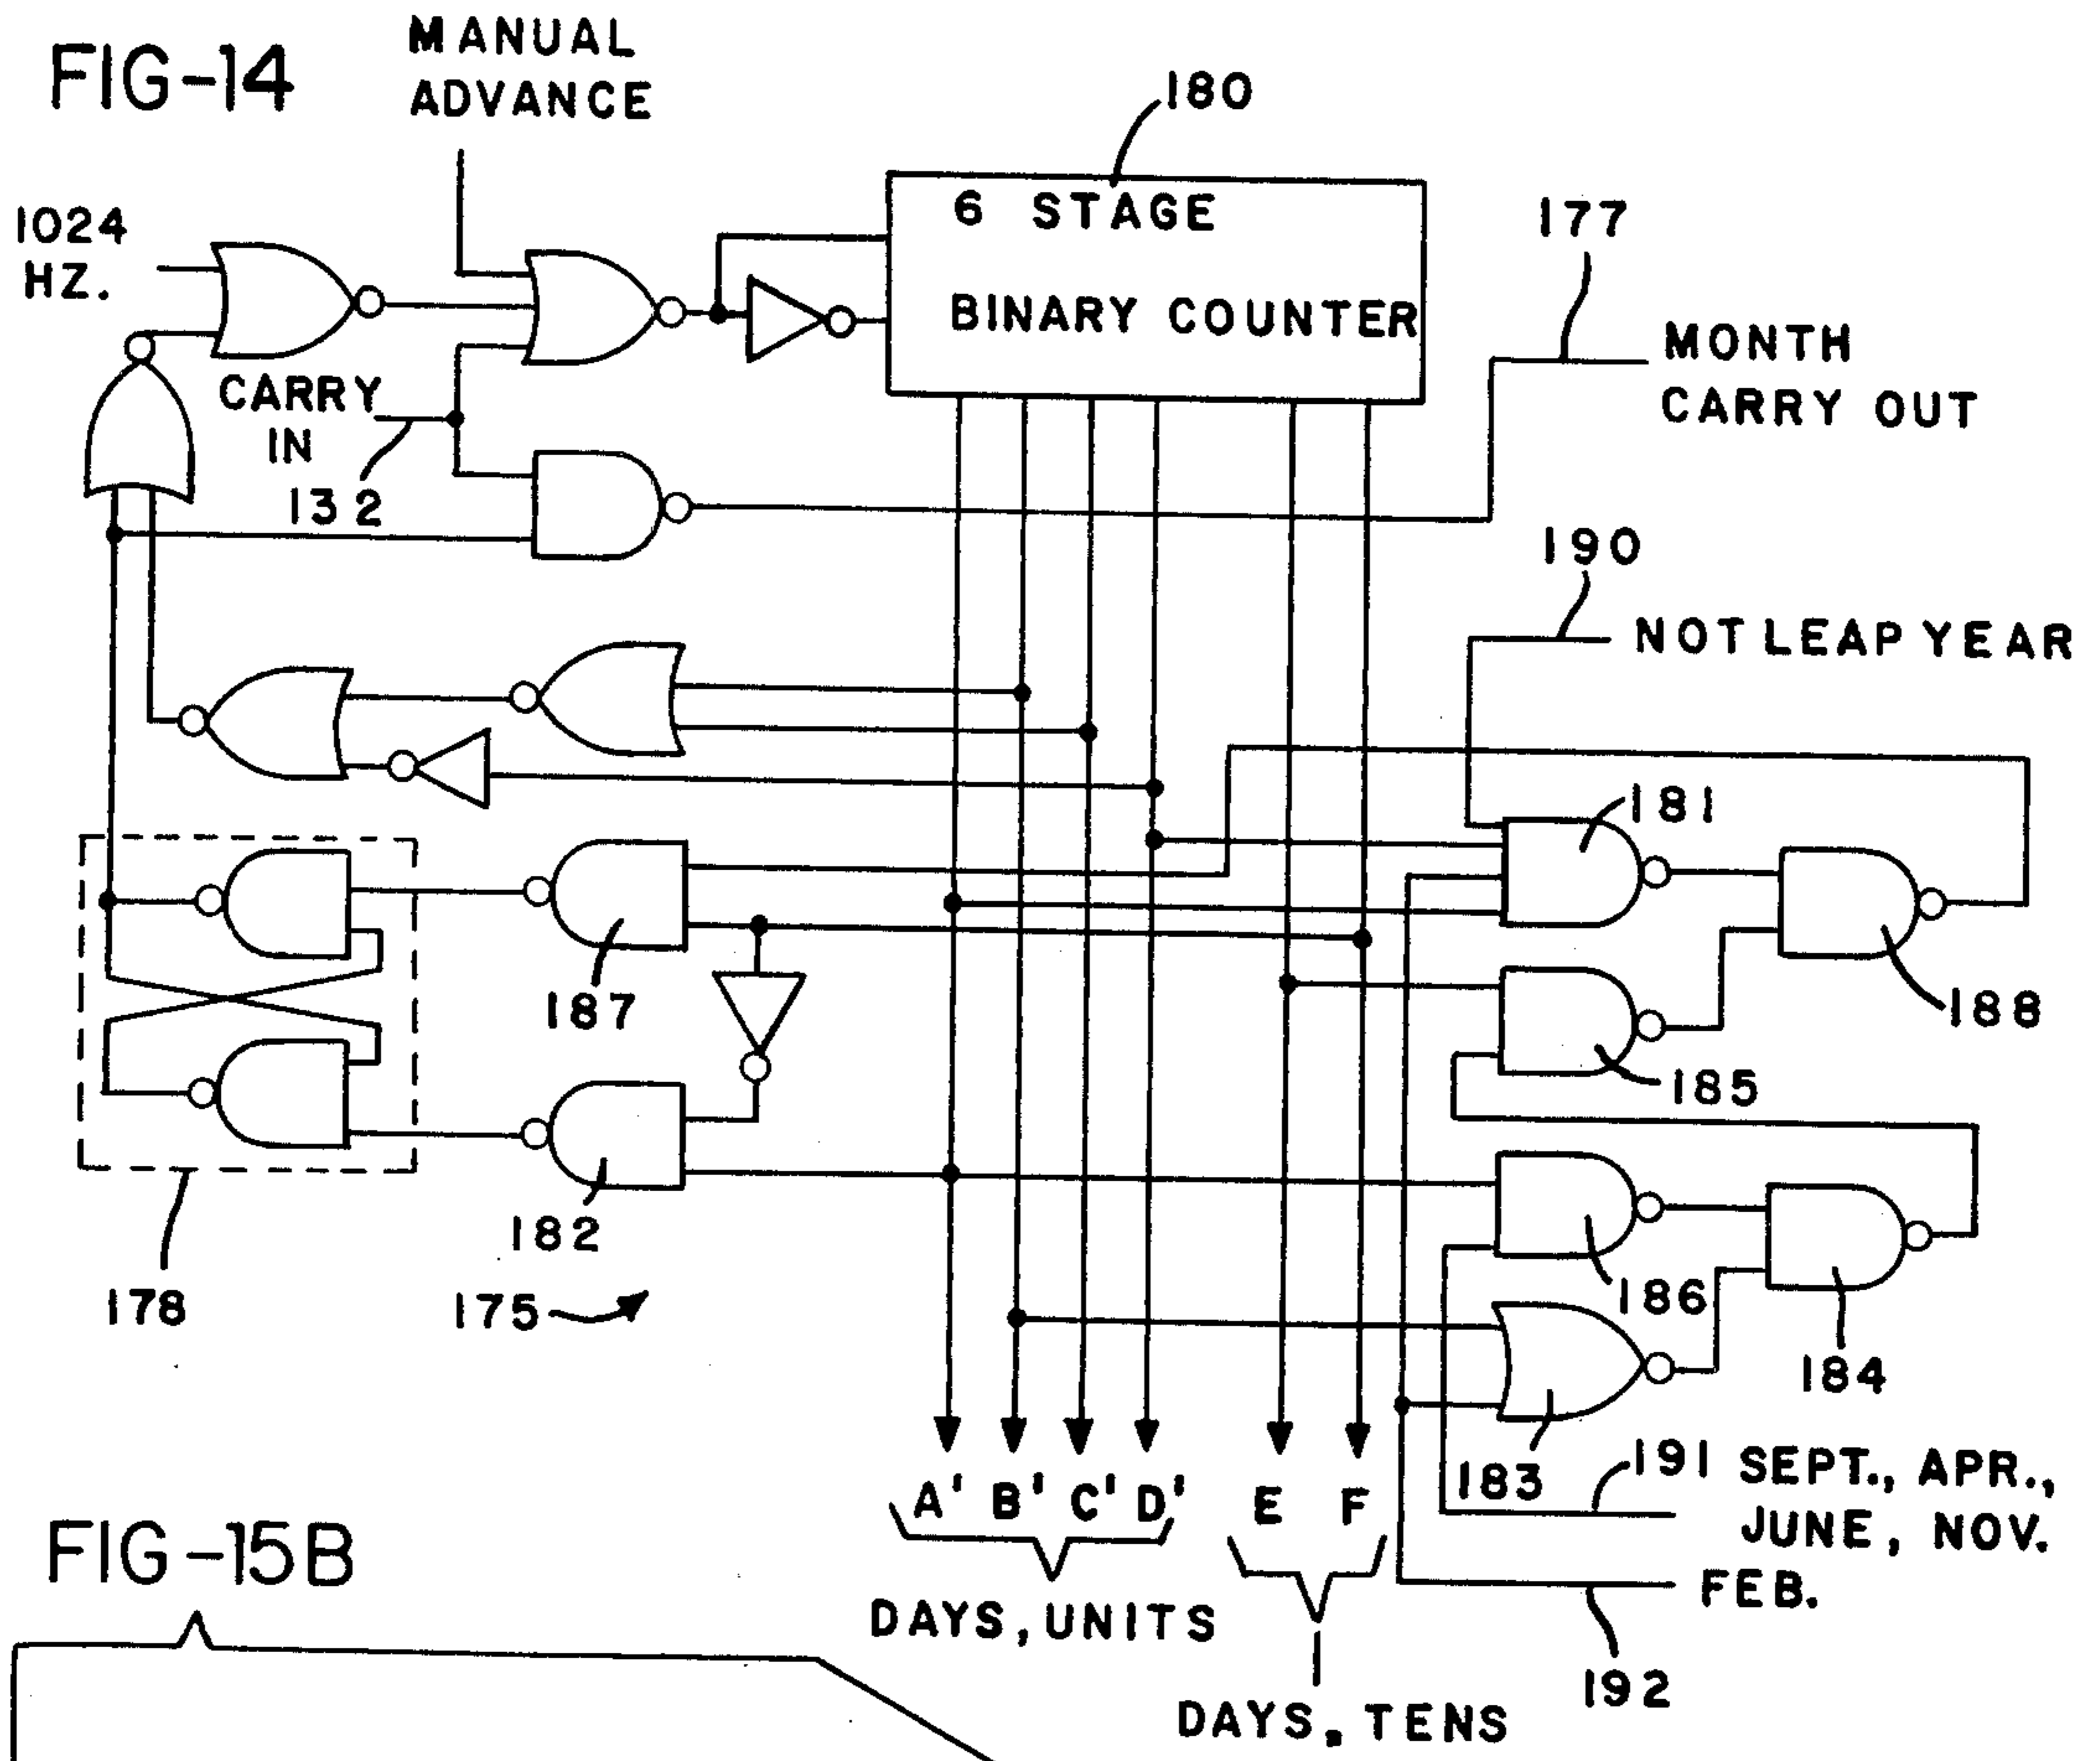 FIG-14
MANUAL
ADVANCE
180
6 STAGE
BINARY COUNTER
1024
HZ.
177
MONTH
CARRY OUT
CARRY
IN
132
190
NOT LEAP YEAR
181
187
188
185
182
186
178
175
184
183
191 SEPT., APR.,
JUNE, NOV.
A' B' C' D' E F
FEB.
FIG-15B
DAYS, UNITS
192
DAYS, TENS